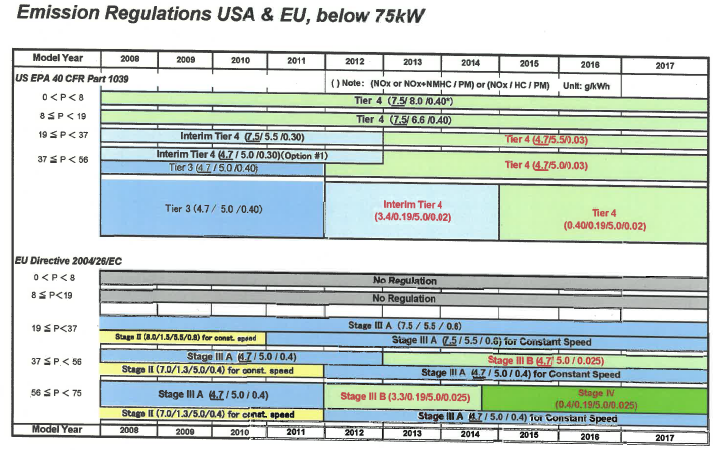 Emission Regulations USA & EU, below 75kW
Model Year 2008 2009 2010 2011 2012 2013 2014 2015 2016 2017
US EPA 40 CFR Part 1039 ( ) Note: (NOx or NOx+NMHC / PM) or (NOx / HC / PM) Unit: g/kWh
0 < P < 8 Tier 4 (7.5/ 8.0 /0.40*)
8 ≦ P < 19 Tier 4 (7.5/ 6.6 /0.40)
19 ≦ P < 37 Interim Tier 4 (7.5/ 5.5 /0.30) Tier 4 (4.7/5.5/0.03)
37 ≦ P < 56 Interim Tier 4 (4.7 / 5.0 /0.30)(Option #1) Tier 4 (4.7/5.0/0.03)
Tier 3 (4.7 / 5.0 /0.40)
Tier 3 (4.7 / 5.0 /0.40) Interim Tier 4 Tier 4
(3.4/0.19/5.0/0.02) (0.40/0.19/5.0/0.02)
EU Directive 2004/26/EC
0 < P < 8 No Regulation
8 ≦ P<19 No Regulation
19 ≦ P<37 Stage III A (7.5 / 5.5 / 0.6)
Stage II (8.0/1.5/5.5/0.8) for const. speed Stage III A (7.5 / 5.5 / 0.6) for Constant Speed
37 ≦ P < 56 Stage III A (4.7 / 5.0 / 0.4) Stage III B (4.7/ 5.0 / 0.025)
Stage II (7.0/1.3/5.0/0.4) for const. speed Stage III A (4.7 / 5.0 / 0.4) for Constant Speed
56 ≦ P < 75 Stage III A (4.7 / 5.0 / 0.4) Stage III B (3.3/0.19/5.0/0.025) Stage IV
(0.4/0.19/5.0/0.025)
Stage II (7.0/1.3/5.0/0.4) for const. speed Stage III A (4.7 / 5.0 / 0.4) for Constant Speed
Model Year 2008 2009 2010 2011 2012 2013 2014 2015 2016 2017